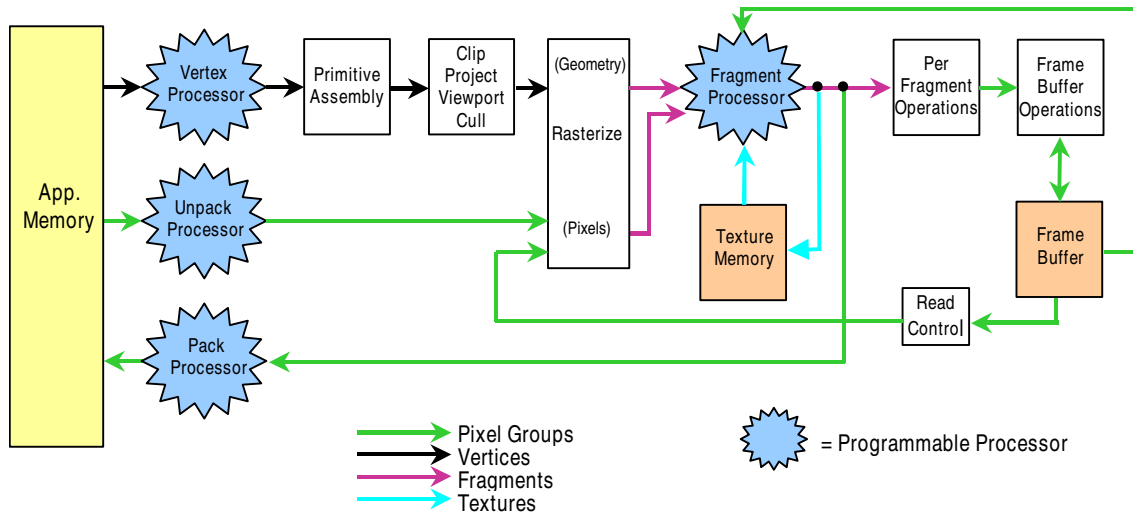 App.
Memory
Vertex
Processor
Primitive
Assembly
Clip
Project
Viewport
Cull
(Geometry)
Rasterize
(Pixels)
Fragment
Processor
Per
Fragment
Operations
Frame
Buffer
Operations
Unpack
Processor
Texture
Memory
Frame
Buffer
Read
Control
Pack
Processor
Pixel Groups
Vertices
Fragments
Textures
= Programmable Processor